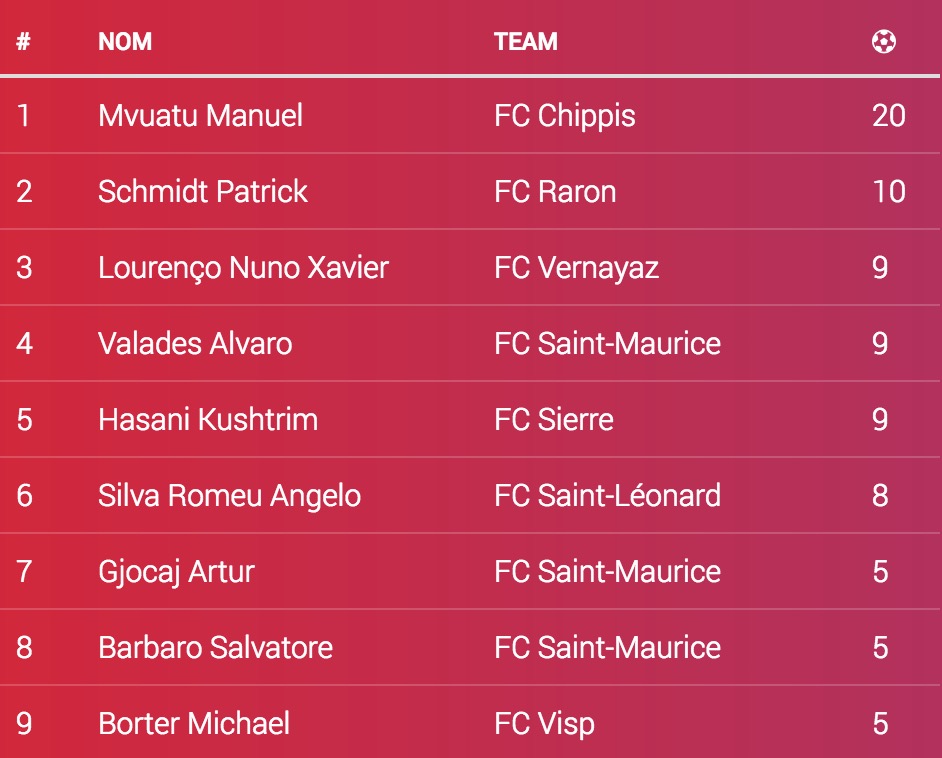 # NOM TEAM
1 Mvuatu Manuel FC Chippis 20
2 Schmidt Patrick FC Raron 10
3 Lourenço Nuno Xavier FC Vernayaz 9
4 Valades Alvaro FC Saint-Maurice 9
5 Hasani Kushtrim FC Sierre 9
6 Silva Romeu Angelo FC Saint-Léonard 8
7 Gjocaj Artur FC Saint-Maurice 5
8 Barbaro Salvatore FC Saint-Maurice 5
9 Borter Michael FC Visp 5